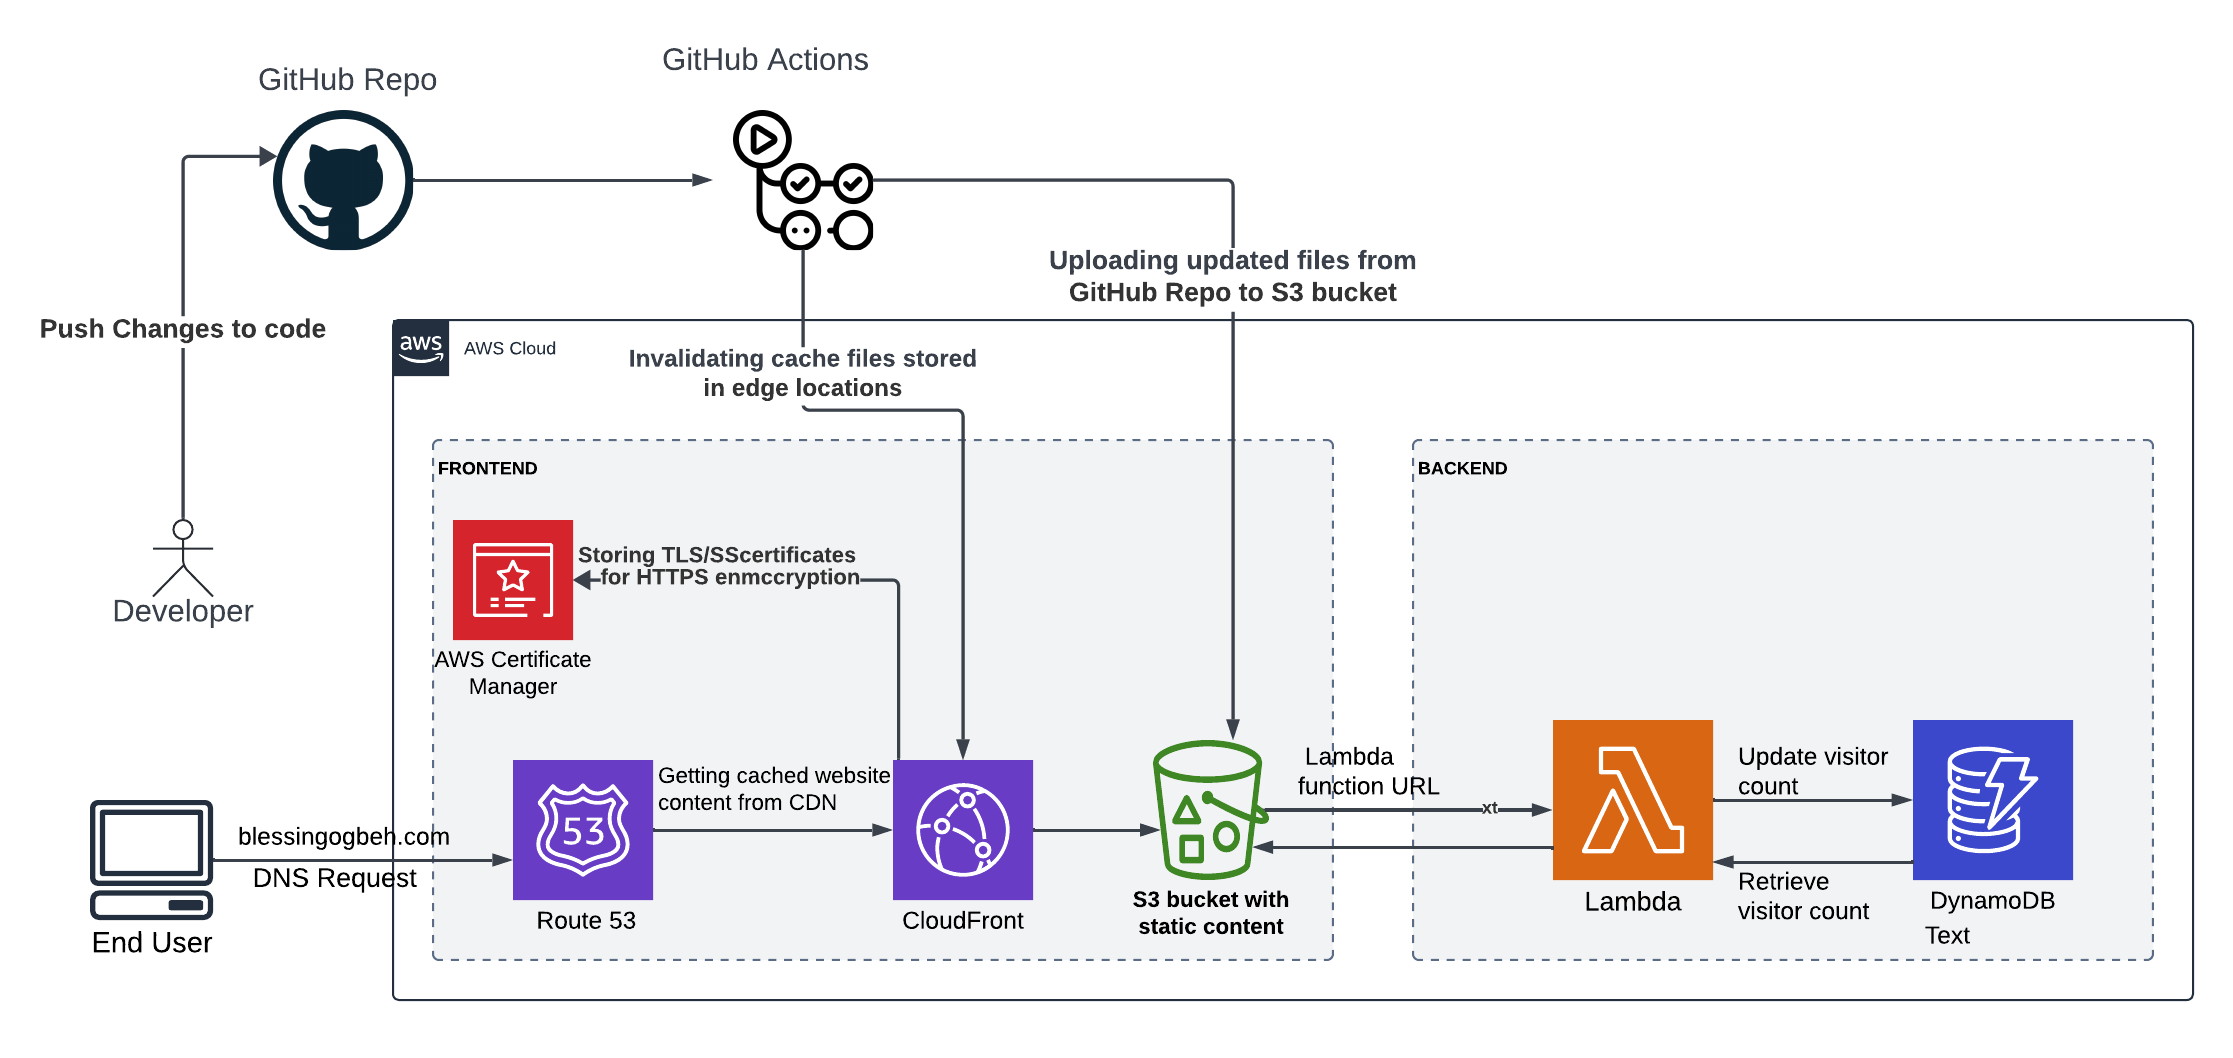 GitHub Actions
GitHub Repo
Uploading updated files from
GitHub Repo to S3 bucket
Push Changes to code
aws
AWS Cloud
Invalidating cache files stored
in edge locations
FRONTEND
BACKEND
Storing TLS/SScertificates
for HTTPS enmccryption
Developer
AWS Certificate
Manager
Lambda
function URL
Update visitor
count
Getting cached website
content from CDN
xt
53
blessingogbeh.com
DNS Request
Retrieve
visitor count
S3 bucket with
static content
Lambda
DynamoDB
Route 53
CloudFront
Text
End User